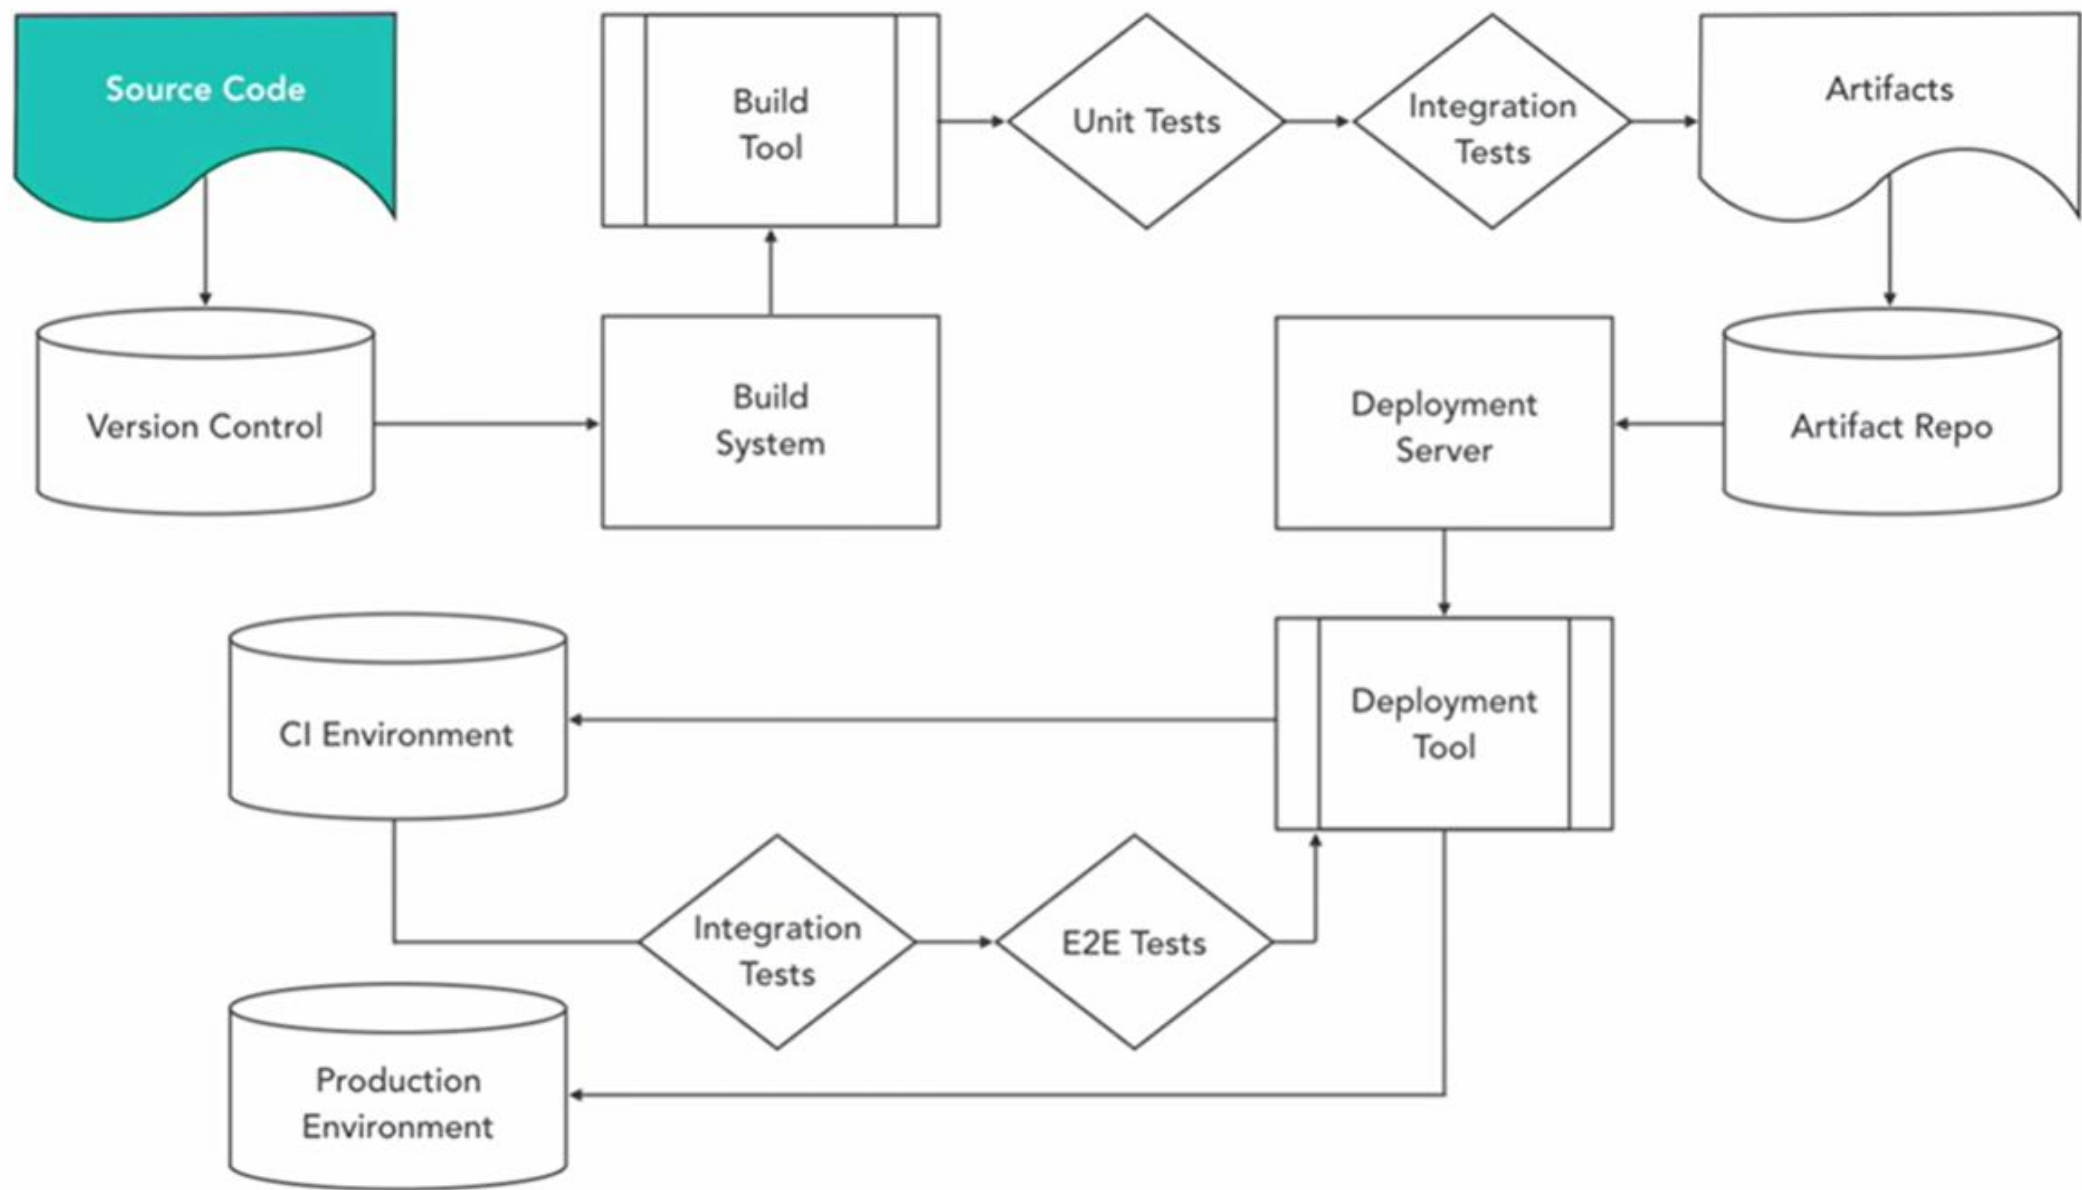 Source Code
Build
Tool
Unit Tests
Integration
Tests
Artifacts
Version Control
Build
System
Deployment
Server
Artifact Repo
CI Environment
Deployment
Tool
Integration
Tests
E2E Tests
Production
Environment